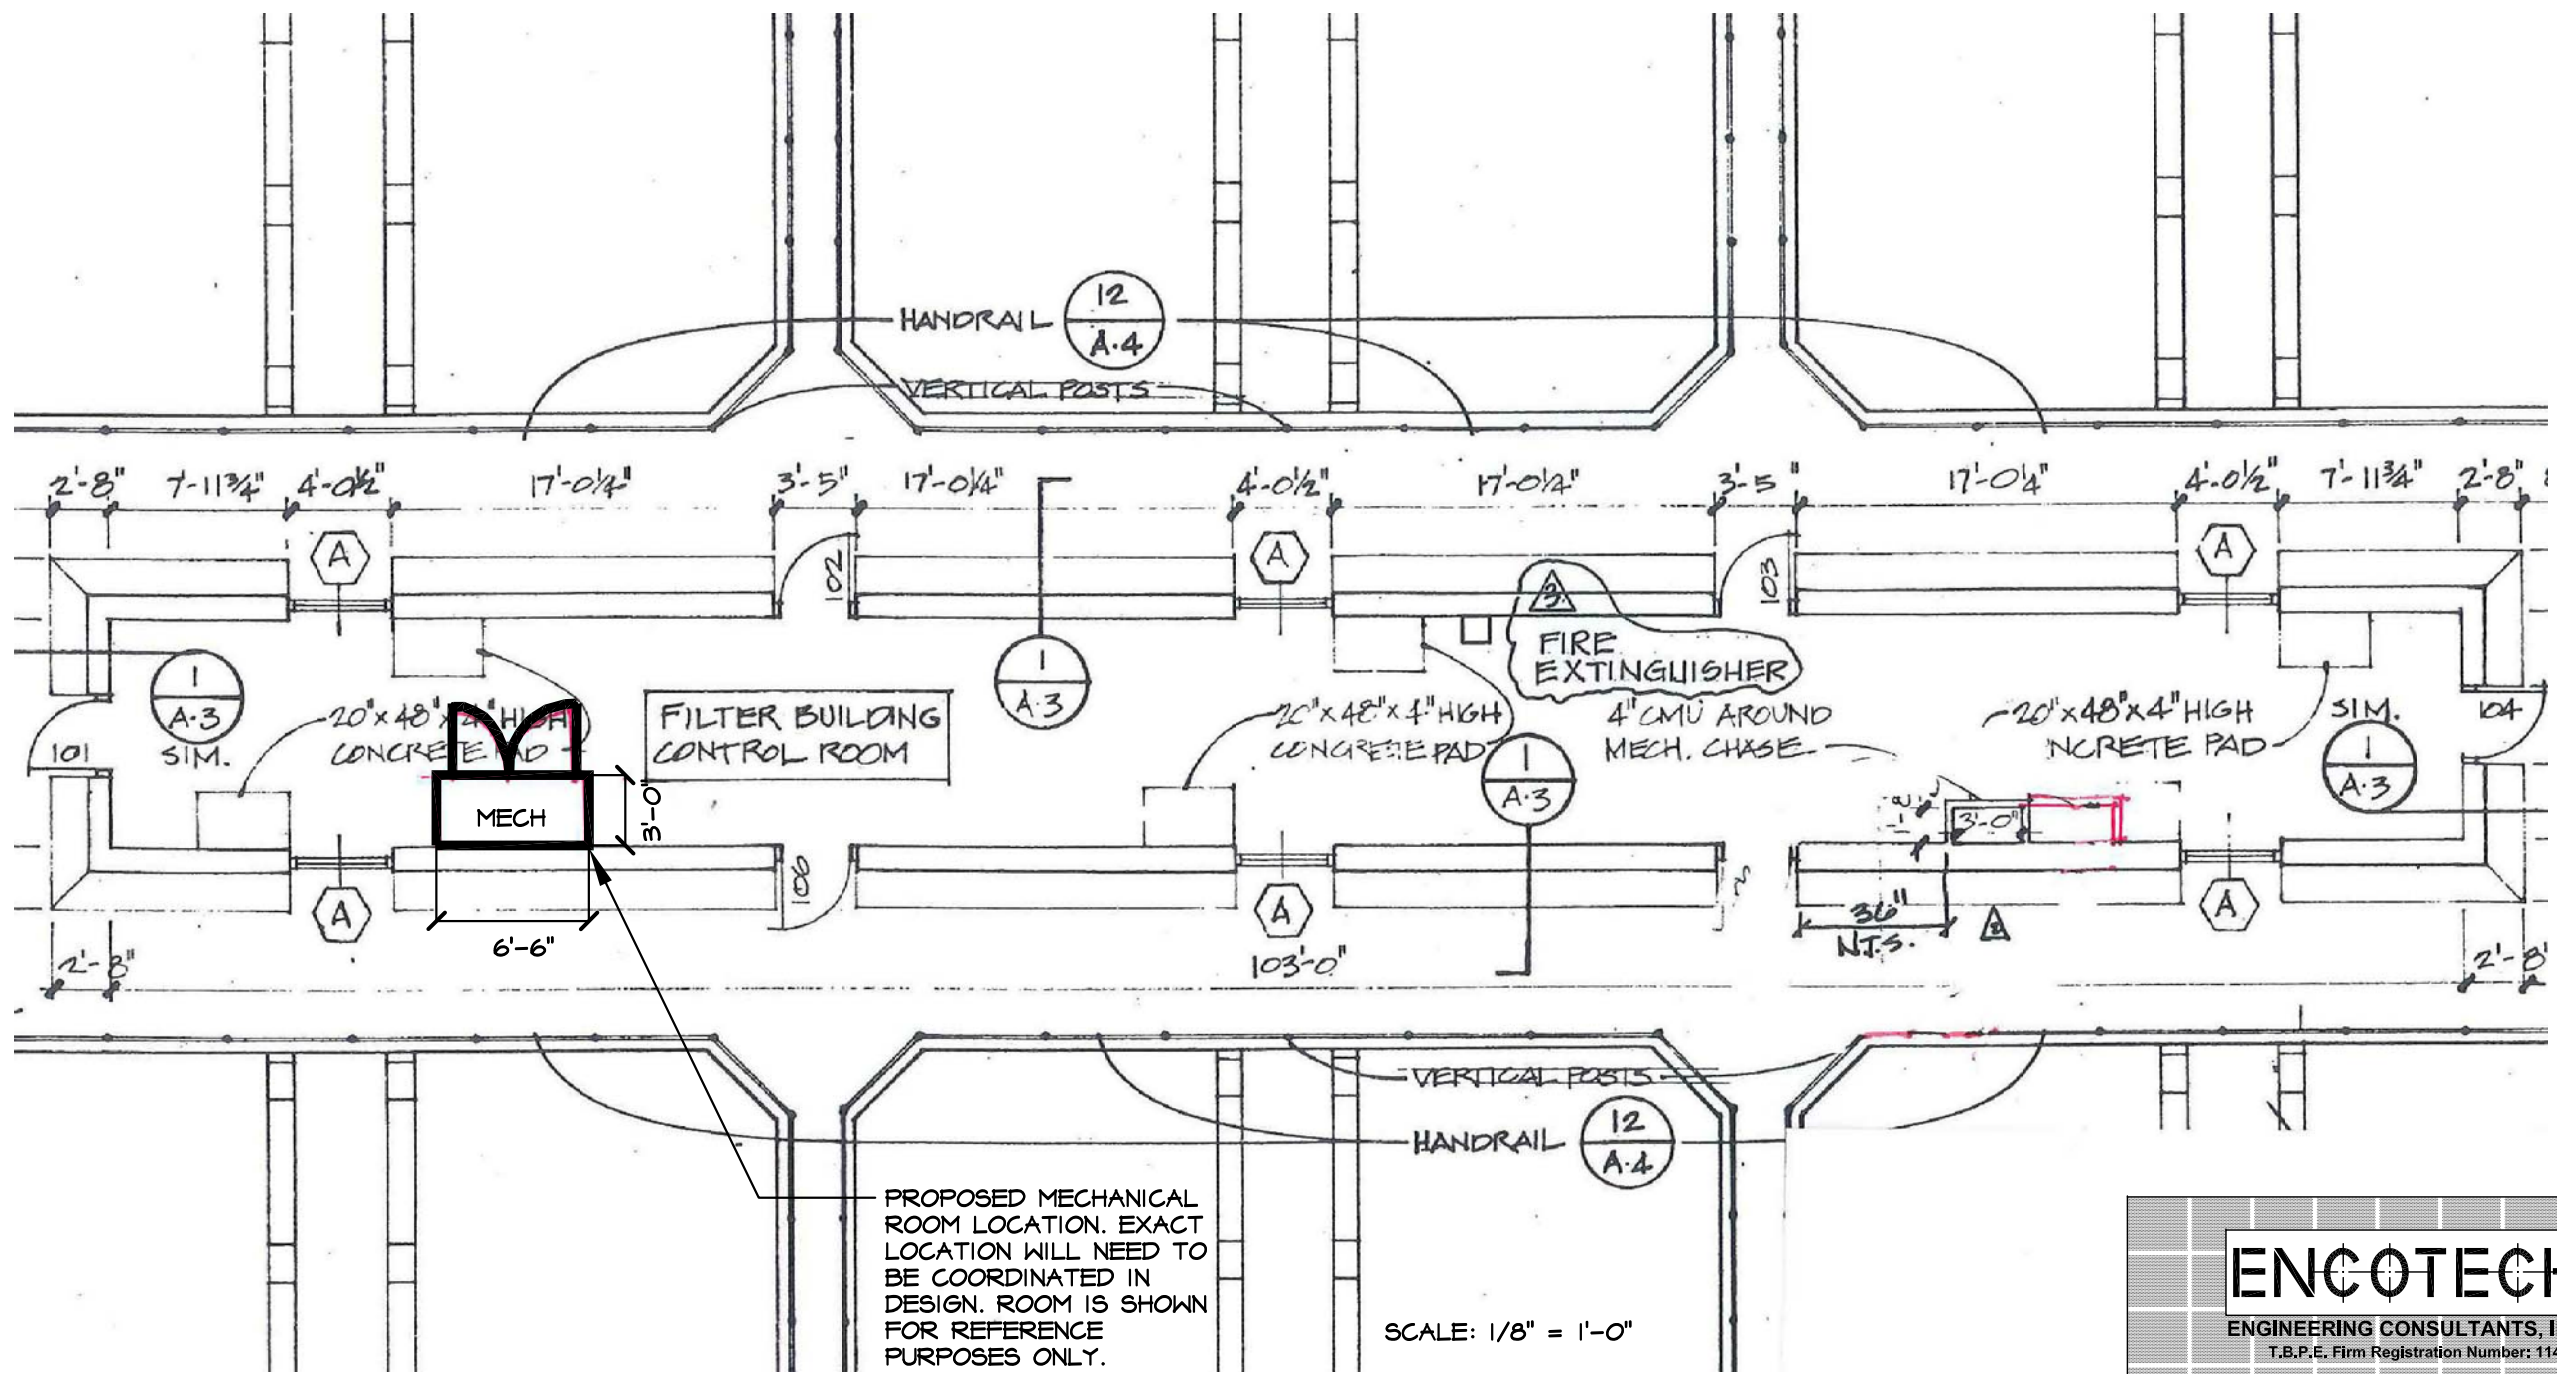 12
HANDRAIL
A.4
VERTICAL POSTS
2'-8" 7'-11 3/4" 4'-0 1/2" 17'-0 1/4" 3'-5" 17'-0 1/4" 4'-0 1/2" 17'-0 1/4" 3'-5" 17'-0 1/4" 4'-0 1/2" 7'-11 3/4" 2'-8"
A
A
A
102
103
3
FIRE
EXTINGUISHER
1
A.3
SIM.
1
A.3
101
20"x48"x4" HIGH
CONCRETE PAD
FILTER BUILDING
CONTROL ROOM
20"x48"x4" HIGH
CONCRETE PAD
1
A.3
4" CMU AROUND
MECH. CHASE
20"x48"x4" HIGH
NCRETE PAD
SIM.
1
A.3
104
MECH
3'-0"
3'-0"
106
A
A
A
6'-6"
36"
N.T.S.
2'-8"
103'-0"
2'-8"
VERTICAL POSTS
HANDRAIL
12
A.4
PROPOSED MECHANICAL
ROOM LOCATION. EXACT
LOCATION WILL NEED TO
BE COORDINATED IN
DESIGN. ROOM IS SHOWN
FOR REFERENCE
PURPOSES ONLY.
SCALE: 1/8" = 1'-0"
ENCOTECH
ENGINEERING CONSULTANTS, I
T.B.P.E. Firm Registration Number: 114